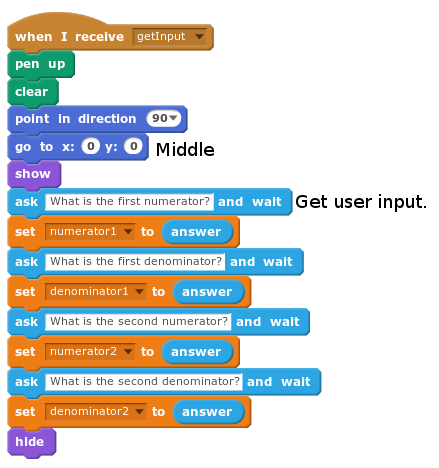 when I receive getInput
pen up
clear
point in direction 90
go to x: 0 y: 0 Middle
show
ask What is the first numerator? and wait Get user input.
set numerator1 to answer
ask What is the first denominator? and wait
set denominator1 to answer
ask What is the second numerator? and wait
set numerator2 to answer
ask What is the second denominator? and wait
set denominator2 to answer
hide